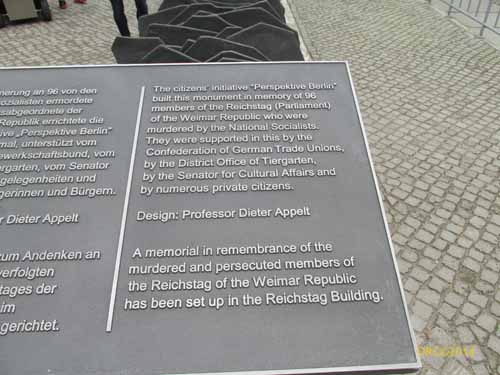 nerung an 96 von den
ozialisten ermordete
sabgeordnete der
Republik errichtete die
tive „Perspektive Berlin"
mal, unterstützt vom
ewerkschaftsbund, vom
ergarten, vom Senator
gelegenheiten und
gerinnen und Bürgern.
r Dieter Appelt
zum Andenken an
verfolgten
tages der
im
gerichtet.
The citizens' initiative "Perspektive Berlin"
built this monument in memory of 96
members of the Reichstag (Parliament)
of the Weimar Republic who were
murdered by the National Socialists.
They were supported in this by the
Confederation of German Trade Unions,
by the District Office of Tiergarten,
by the Senator for Cultural Affairs and
by numerous private citizens.
Design: Professor Dieter Appelt
A memorial in remembrance of the
murdered and persecuted members of
the Reichstag of the Weimar Republic
has been set up in the Reichstag Building.